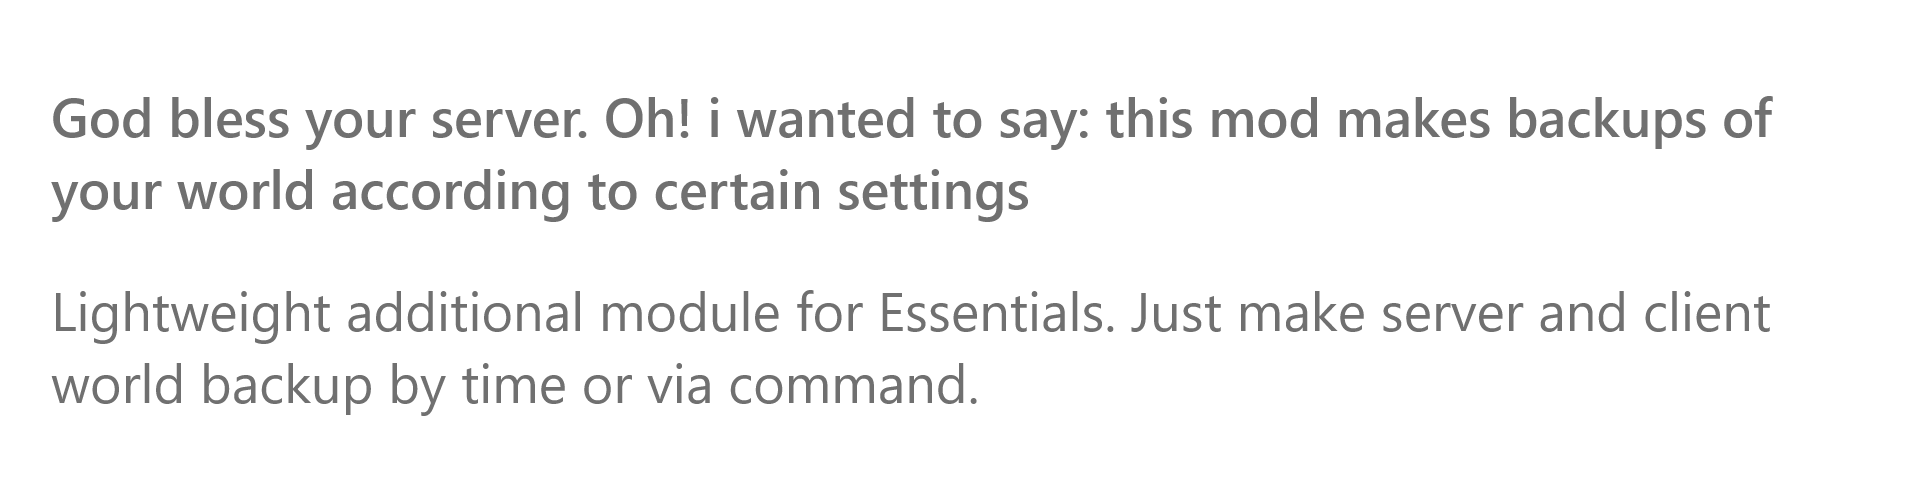 God bless your server. Oh! i wanted to say: this mod makes backups of
your world according to certain settings
Lightweight additional module for Essentials. Just make server and client
world backup by time or via command.